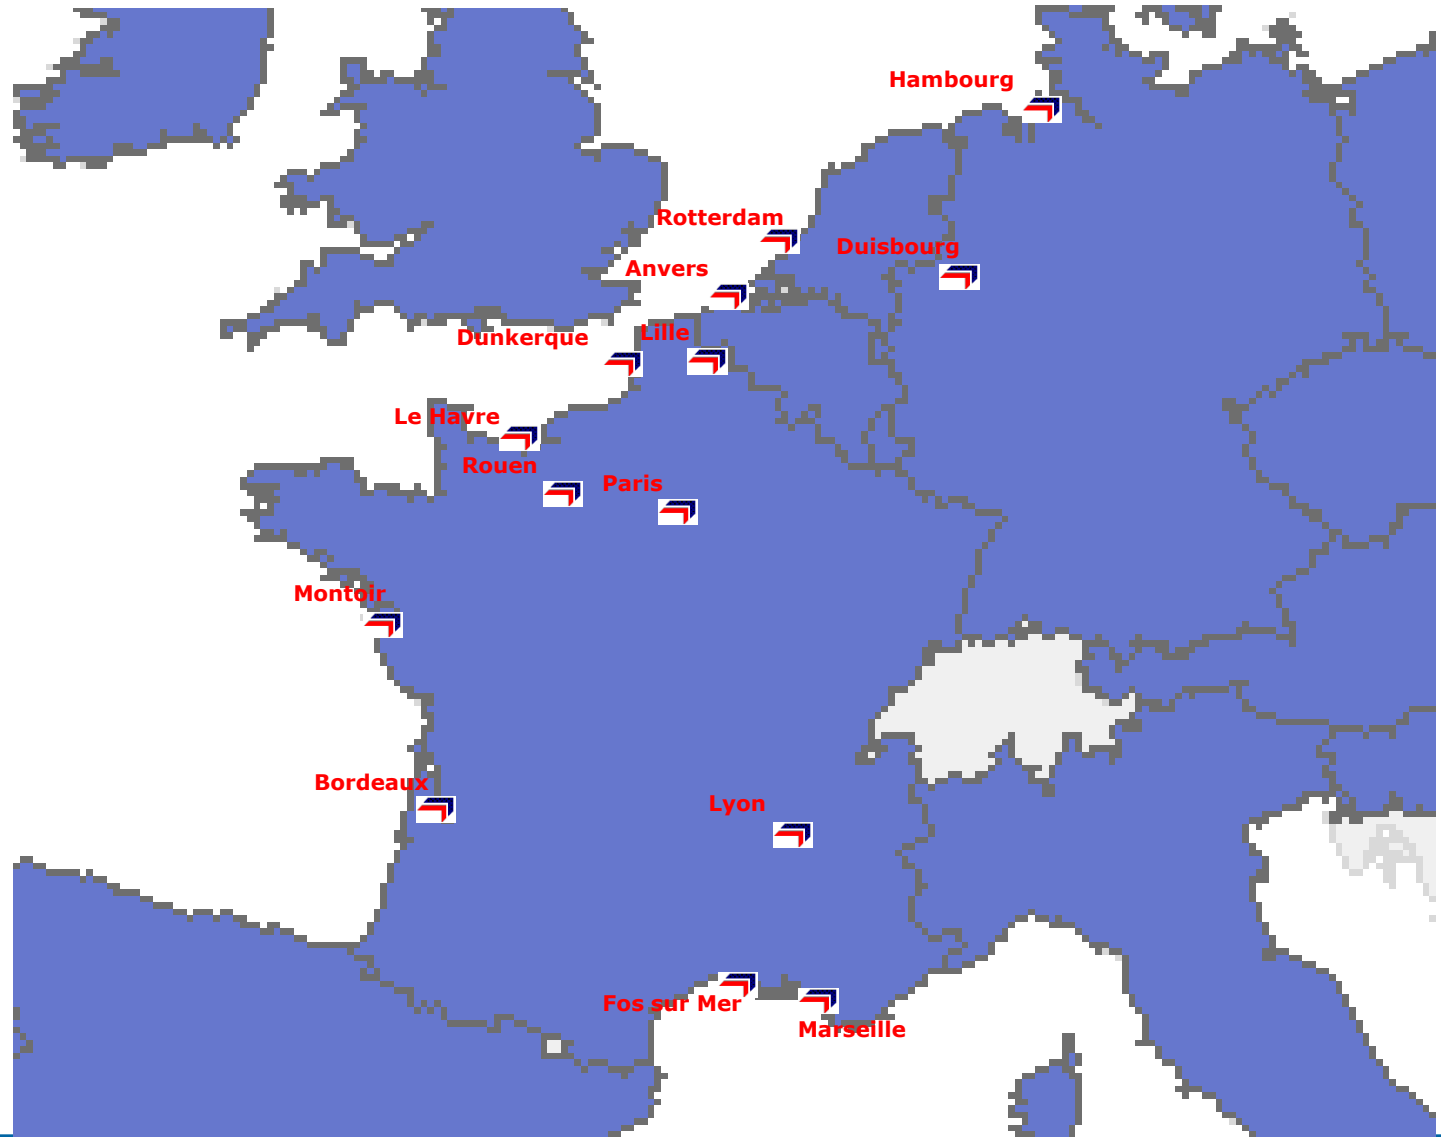 Hambourg
Rotterdam
Duisbourg
Anvers
Lille
Dunkerque
Le Havre
Rouen
Paris
Montoir
Bordeaux
Lyon
Fos sur Mer
Marseille